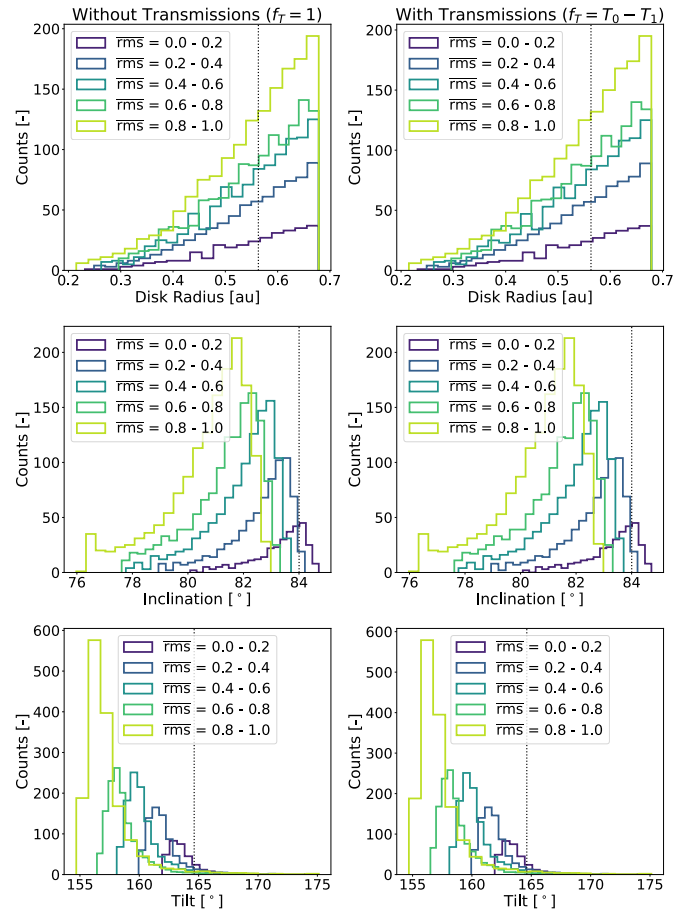 Without Transmissions (f_T = 1)
With Transmissions (f_T = T_0 − T_1)
200
150
100
50
0
Counts [-]
rms = 0.0 - 0.2
rms = 0.2 - 0.4
rms = 0.4 - 0.6
rms = 0.6 - 0.8
rms = 0.8 - 1.0
0.2 0.3 0.4 0.5 0.6 0.7
Disk Radius [au]
200
150
100
50
0
Counts [-]
rms = 0.0 - 0.2
rms = 0.2 - 0.4
rms = 0.4 - 0.6
rms = 0.6 - 0.8
rms = 0.8 - 1.0
0.2 0.3 0.4 0.5 0.6 0.7
Disk Radius [au]
200
150
100
50
0
Counts [-]
rms = 0.0 - 0.2
rms = 0.2 - 0.4
rms = 0.4 - 0.6
rms = 0.6 - 0.8
rms = 0.8 - 1.0
76 78 80 82 84
Inclination [°]
200
150
100
50
0
Counts [-]
rms = 0.0 - 0.2
rms = 0.2 - 0.4
rms = 0.4 - 0.6
rms = 0.6 - 0.8
rms = 0.8 - 1.0
76 78 80 82 84
Inclination [°]
600
500
400
300
200
100
0
Counts [-]
rms = 0.0 - 0.2
rms = 0.2 - 0.4
rms = 0.4 - 0.6
rms = 0.6 - 0.8
rms = 0.8 - 1.0
155 160 165 170 175
Tilt [°]
600
500
400
300
200
100
0
Counts [-]
rms = 0.0 - 0.2
rms = 0.2 - 0.4
rms = 0.4 - 0.6
rms = 0.6 - 0.8
rms = 0.8 - 1.0
155 160 165 170 175
Tilt [°]